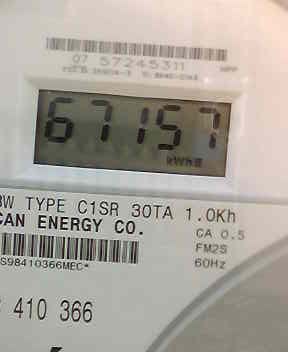 07 57245311
67157
kWh
3W TYPE C1SR 30TA 1.0Kh
CAN ENERGY CO.
CA 0.5
FM2S
S98410366MEC*
60Hz
410 366